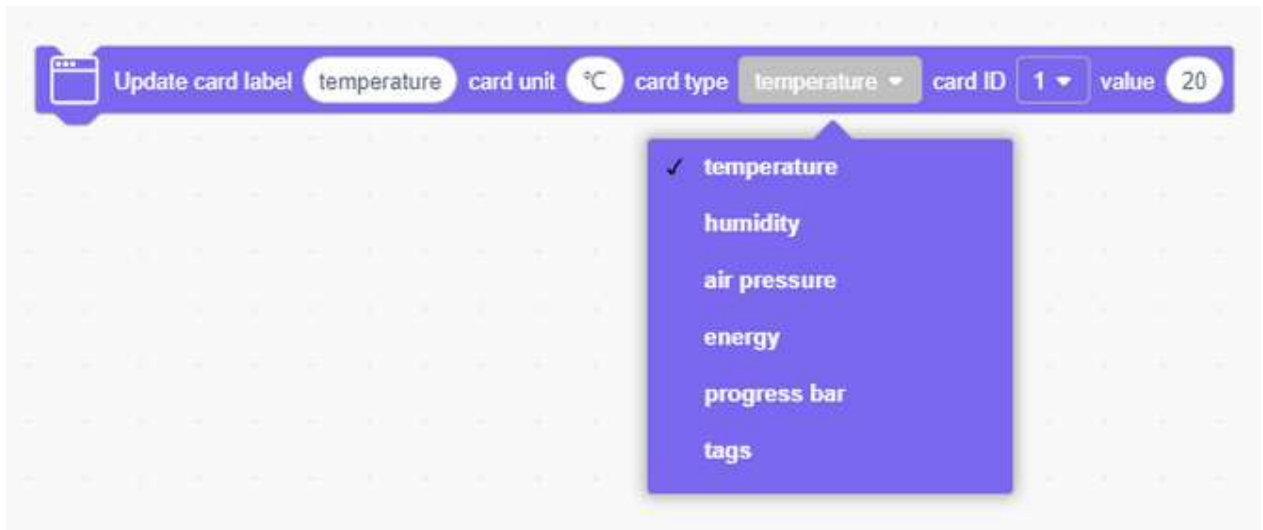 Update card label temperature card unit °C card type temperature card ID 1 value 20
✓ temperature
humidity
air pressure
energy
progress bar
tags